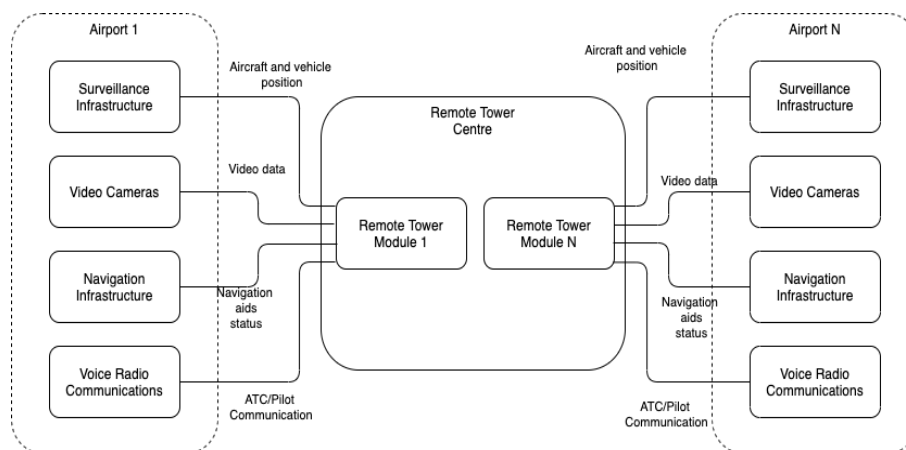 Airport 1
Surveillance
Infrastructure
Video Cameras
Navigation
Infrastructure
Voice Radio
Communications
Aircraft and vehicle
position
Video data
Navigation
aids
status
ATC/Pilot
Communication
Remote Tower
Centre
Remote Tower
Module 1
Remote Tower
Module N
Aircraft and vehicle
position
Video data
Navigation
aids
status
ATC/Pilot
Communication
Airport N
Surveillance
Infrastructure
Video Cameras
Navigation
Infrastructure
Voice Radio
Communications